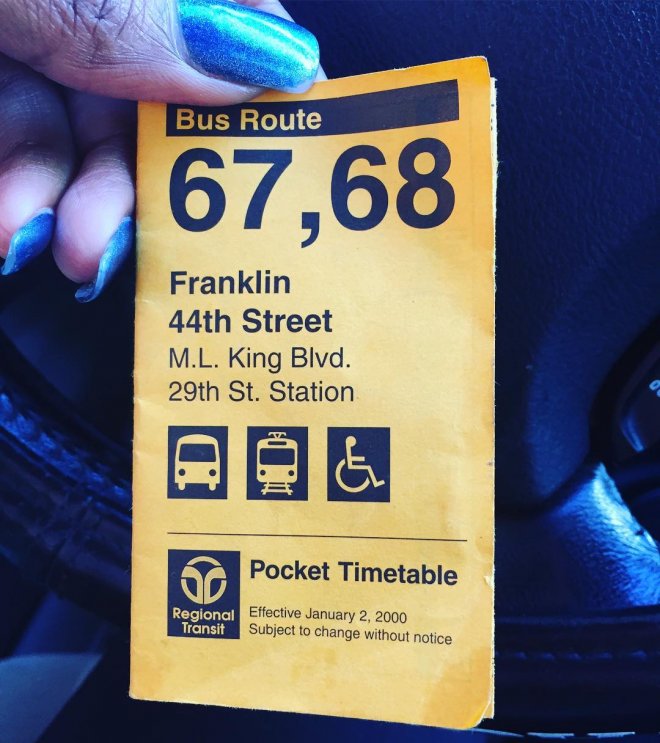 Bus Route
67,68
Franklin
44th Street
M.L. King Blvd.
29th St. Station
Regional
Transit
Pocket Timetable
Effective January 2, 2000
Subject to change without notice